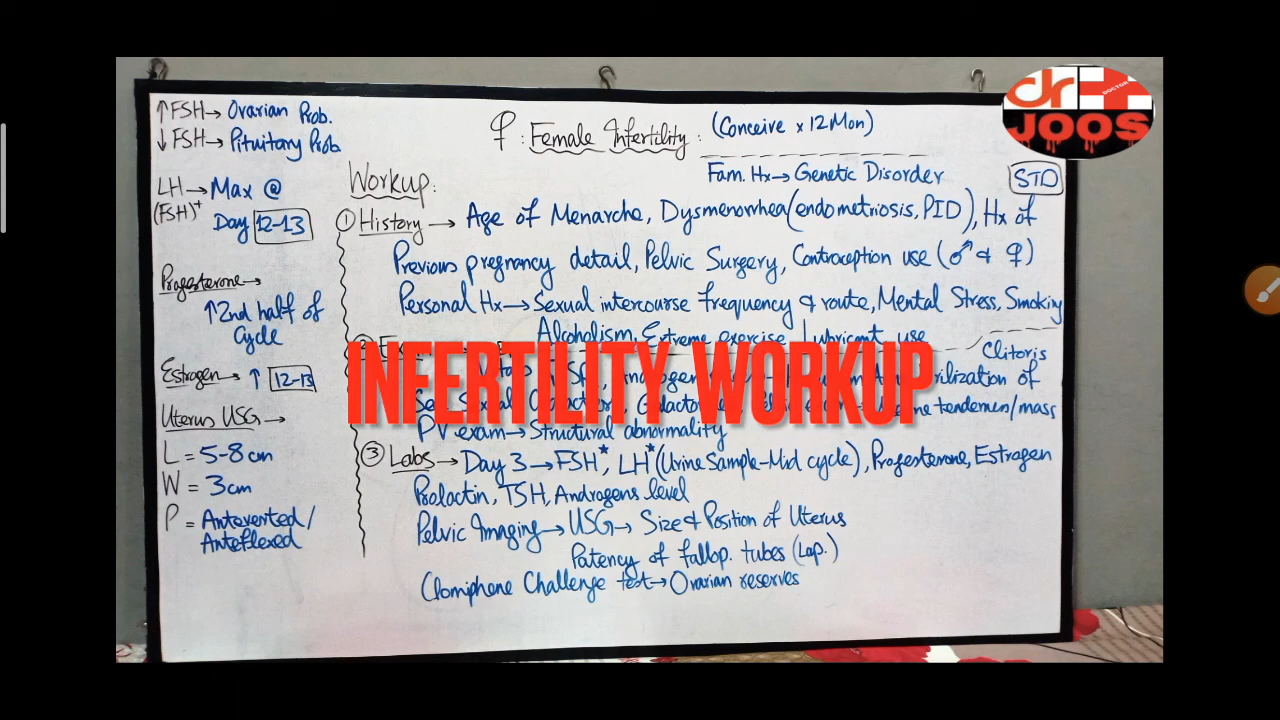 ↑FSH→ Ovarian Prob.
↓FSH→ Pituitary Prob
LH→Max @
(FSH)⁺
Day 12-13
Progesterone→
↑2nd half of
Cycle
Estrogen→ ↑ 12-13
Uterus USG→
L = 5-8cm
W = 3cm
P = Anteverted/
Anteflexed
♀: Female Infertility: (Conceive x 12 Mon)
Fam. Hx→ Genetic Disorder
STD
Workup:
① History → Age of Menarche, Dysmenorrhea(endometriosis, PID), Hx of
Previous pregnancy detail, Pelvic Surgery, Contraception use (♂ & ♀)
Personal Hx→ Sexual intercourse frequency & route, Mental Stress, Smoking
Alcoholism, Extreme exercise, Lubricant use
Clitoris
INFERTILITY WORKUP
tendernen/mass
PV exam→ Structural abnormality
③ Labs→ Day 3→ FSH*, LH*(Urine Sample-Mid cycle), Progesterone, Estrogen
Prolactin, TSH, Androgens level
Pelvic Imaging→ USG→ Size & Position of Uterus
Patency of fallop. tubes (Lap.)
Clomiphene Challenge test→ Ovarian reserves
dr
DOCTOR
JOOS